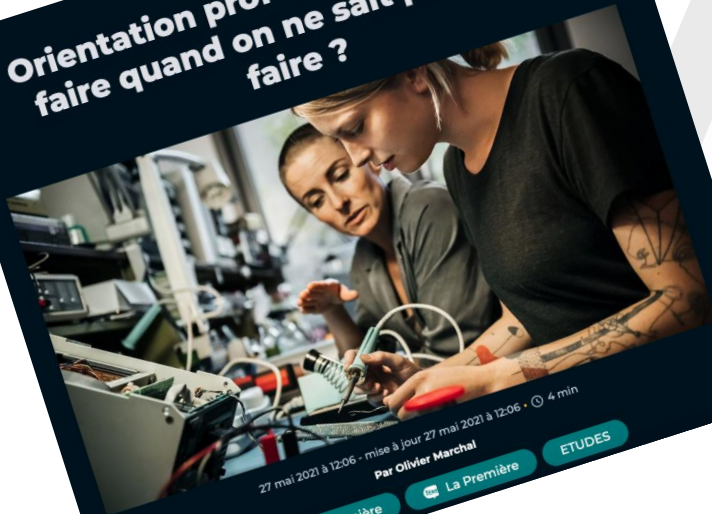 Orientation
faire quand on ne sait
faire ?
27 mai 2021 à 12:06 - mise à jour 27 mai 2021 à 12:06 • 4 min
Par Olivier Marchal
La Première
ETUDES